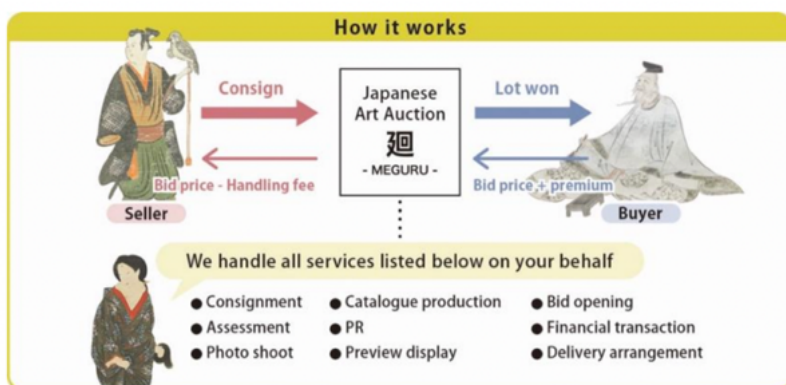 How it works
Consign
Lot won
Japanese
Art Auction
廻
- MEGURU -
Bid price - Handling fee
Bid price + premium
Seller
Buyer
We handle all services listed below on your behalf
● Consignment
● Catalogue production
● Bid opening
● Assessment
● PR
● Financial transaction
● Photo shoot
● Preview display
● Delivery arrangement